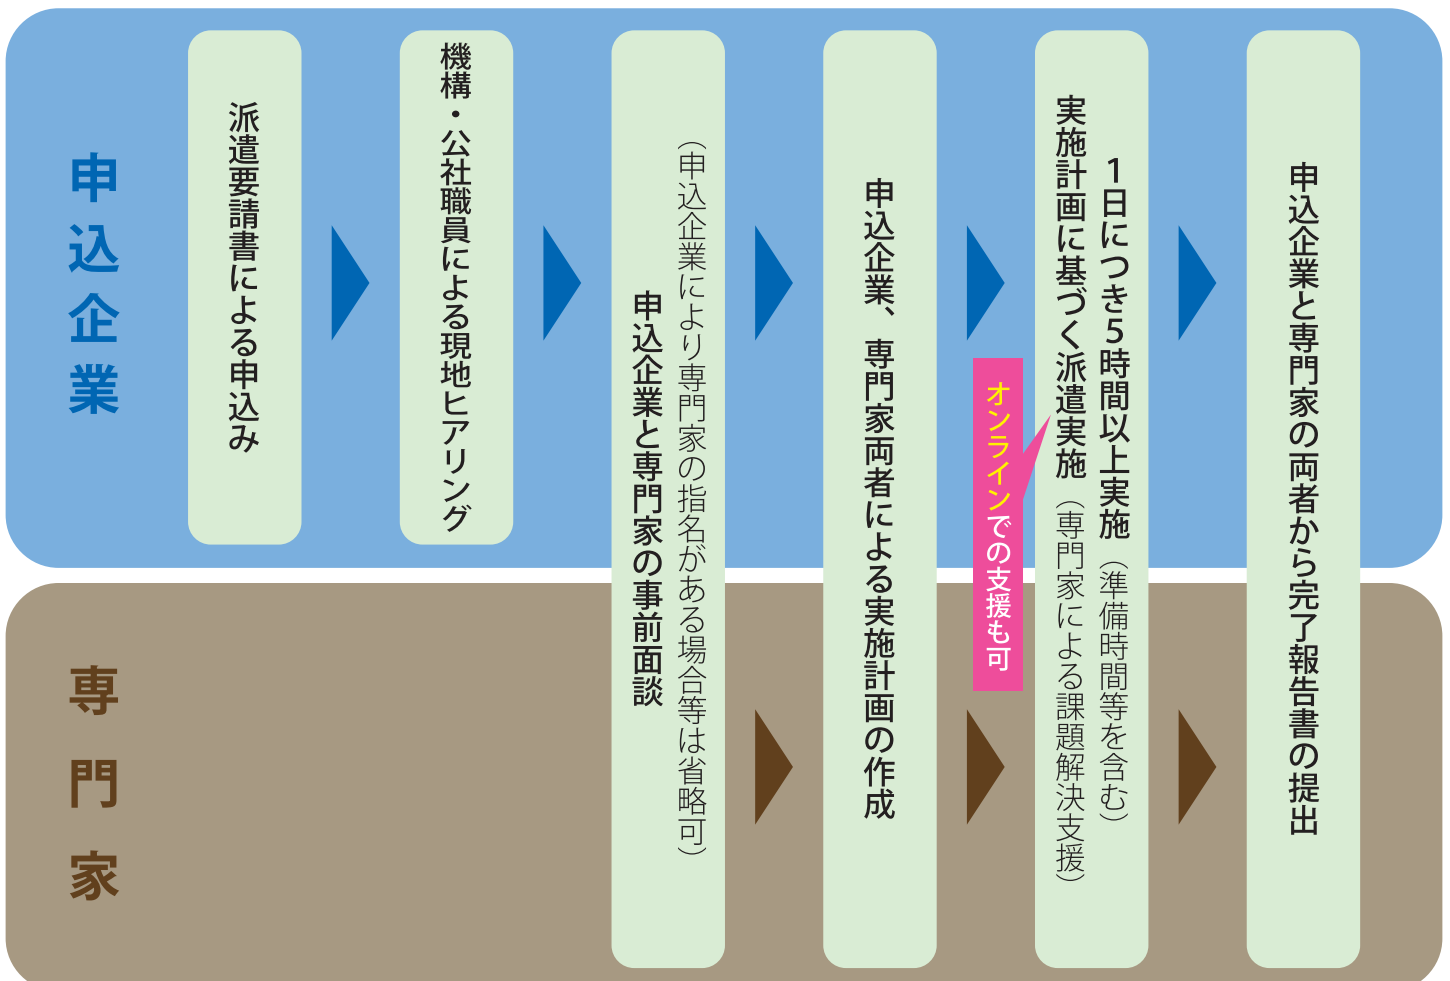 申込企業
派遣要請書による申込み
機構・公社職員による現地ヒアリング
申込企業と専門家の事前面談
（申込企業により専門家の指名がある場合等は省略可）
申込企業、専門家両者による実施計画の作成
オンラインでの支援も可
実施計画に基づく派遣実施（専門家による課題解決支援）
1日につき5時間以上実施（準備時間等を含む）
申込企業と専門家の両者から完了報告書の提出
専門家